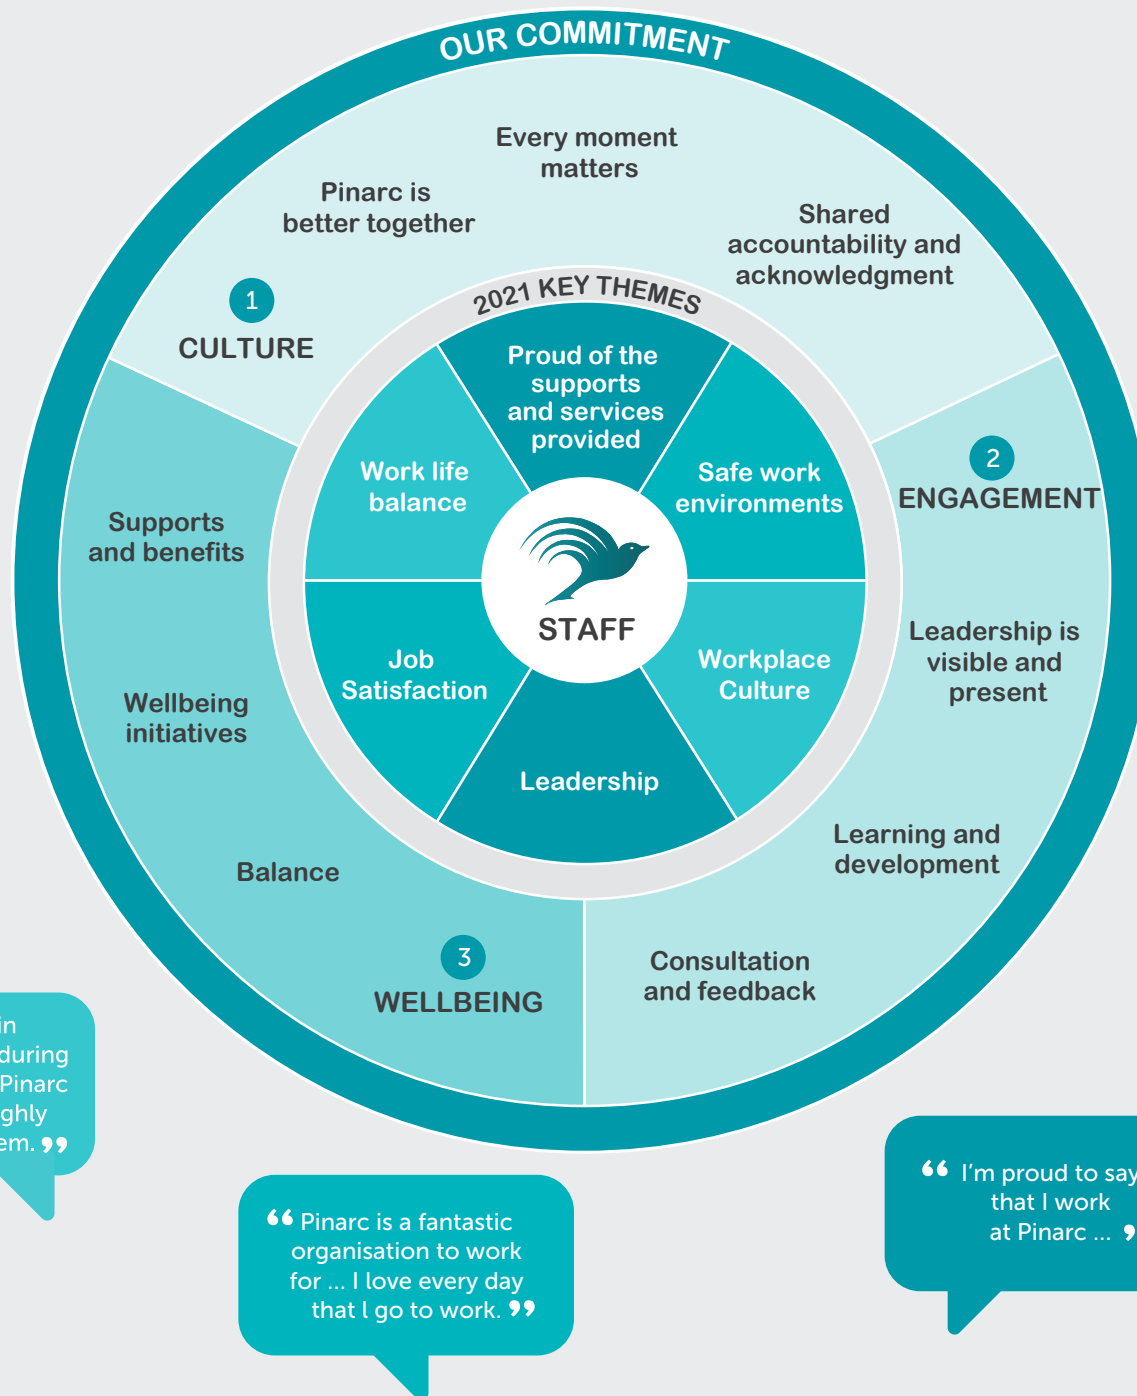 OUR COMMITMENT
Every moment
matters
Pinarc is
better together
Shared
accountability and
acknowledgment
1
CULTURE
2021 KEY THEMES
Proud of the
supports
and services
provided
Work life
balance
Safe work
environments
2
ENGAGEMENT
Supports
and benefits
STAFF
Leadership is
visible and
present
Job
Satisfaction
Workplace
Culture
Wellbeing
initiatives
Leadership
Learning and
development
Balance
3
WELLBEING
Consultation
and feedback
in
during
Pinarc
ghly
em. ”
“ I'm proud to say
that I work
at Pinarc ... ”
“ Pinarc is a fantastic
organisation to work
for ... I love every day
that l go to work. ”